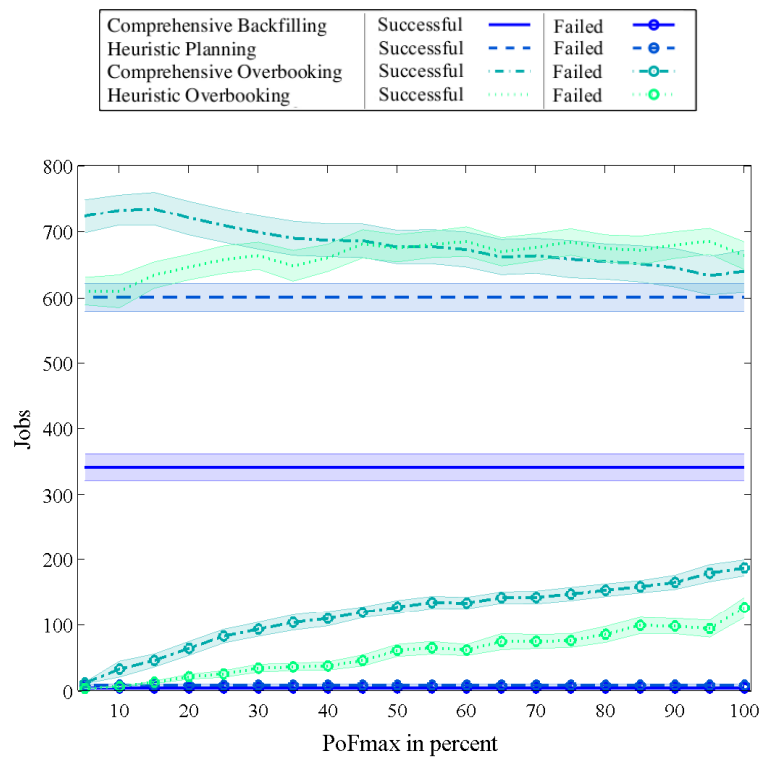 Comprehensive Backfilling Successful Failed
Heuristic Planning Successful Failed
Comprehensive Overbooking Successful Failed
Heuristic Overbooking Successful Failed
800
700
600
500
400
300
200
100
0
Jobs
10 20 30 40 50 60 70 80 90 100
PoFmax in percent